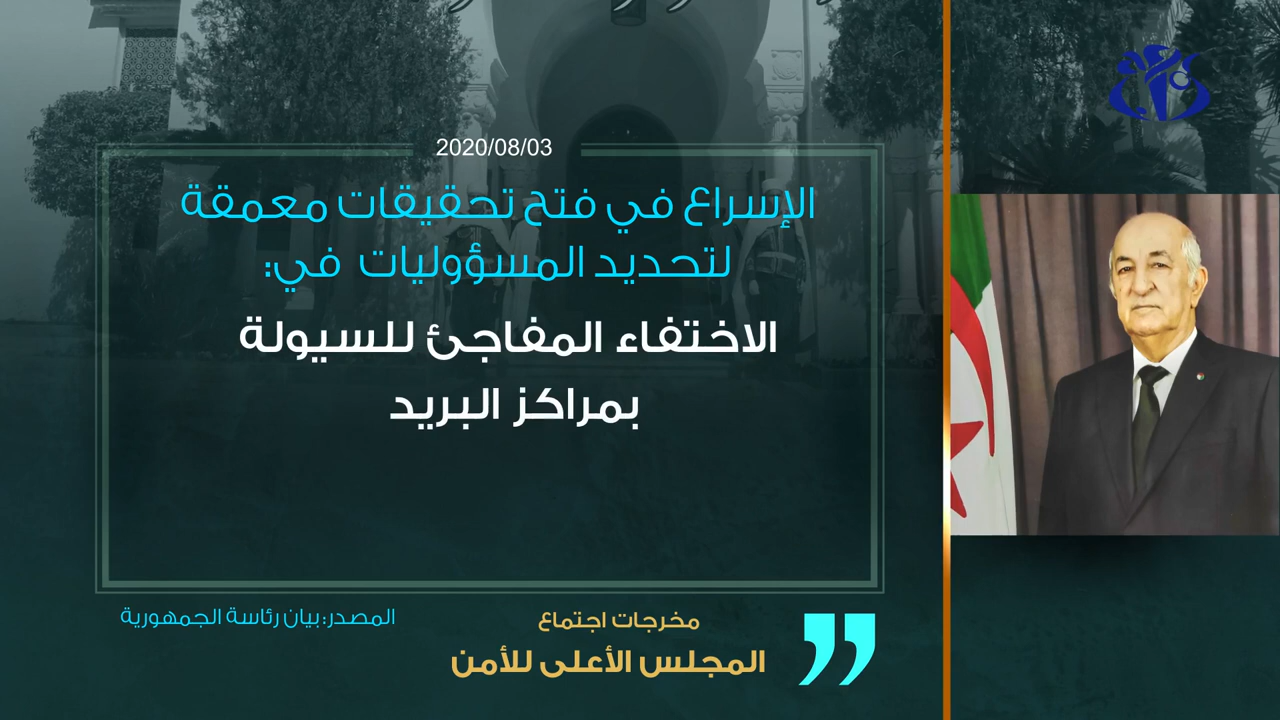 2020/08/03
الإسراع في فتح تحقيقات معمقة
لتحديد المسؤوليات في:
الاختفاء المفاجئ للسيولة
بمراكز البريد
المصدر: بيان رئاسة الجمهورية
مخرجات اجتماع
المجلس الأعلى للأمن